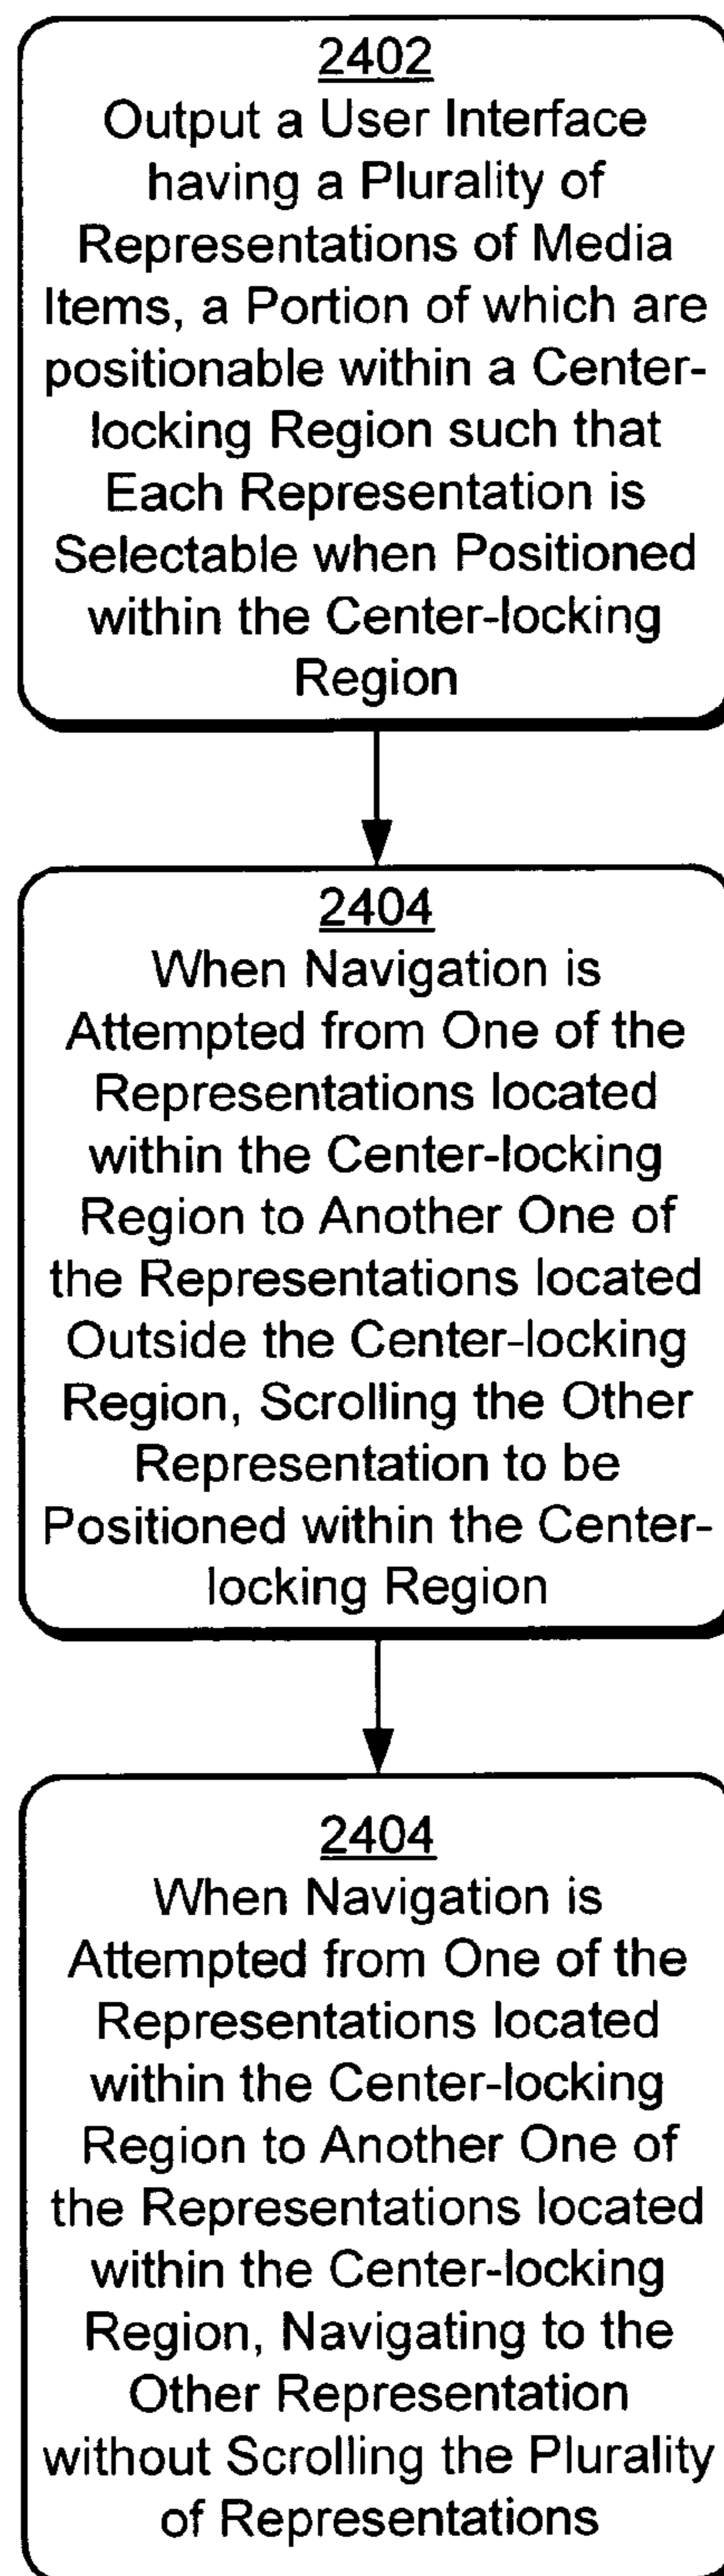 2402
Output a User Interface
having a Plurality of
Representations of Media
Items, a Portion of which are
positionable within a Center-
locking Region such that
Each Representation is
Selectable when Positioned
within the Center-locking
Region
2404
When Navigation is
Attempted from One of the
Representations located
within the Center-locking
Region to Another One of
the Representations located
Outside the Center-locking
Region, Scrolling the Other
Representation to be
Positioned within the Center-
locking Region
2404
When Navigation is
Attempted from One of the
Representations located
within the Center-locking
Region to Another One of
the Representations located
within the Center-locking
Region, Navigating to the
Other Representation
without Scrolling the Plurality
of Representations